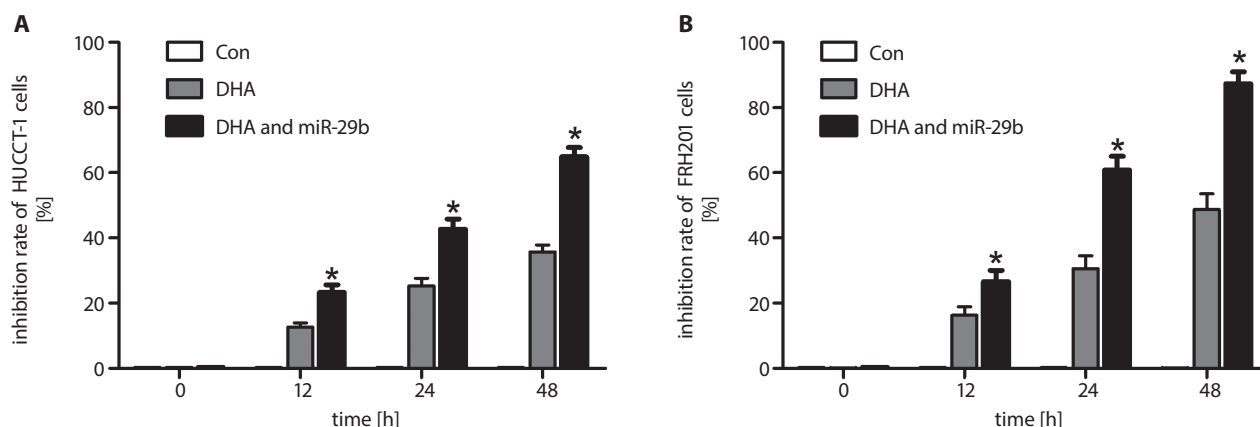 A
100
80
60
40
20
0
inhibition rate of HUCCT-1 cells
[%]
Con
DHA
DHA and miR-29b
*
*
*
0 12 24 48
time [h]
B
100
80
60
40
20
0
inhibition rate of FRH201 cells
[%]
Con
DHA
DHA and miR-29b
*
*
*
0 12 24 48
time [h]